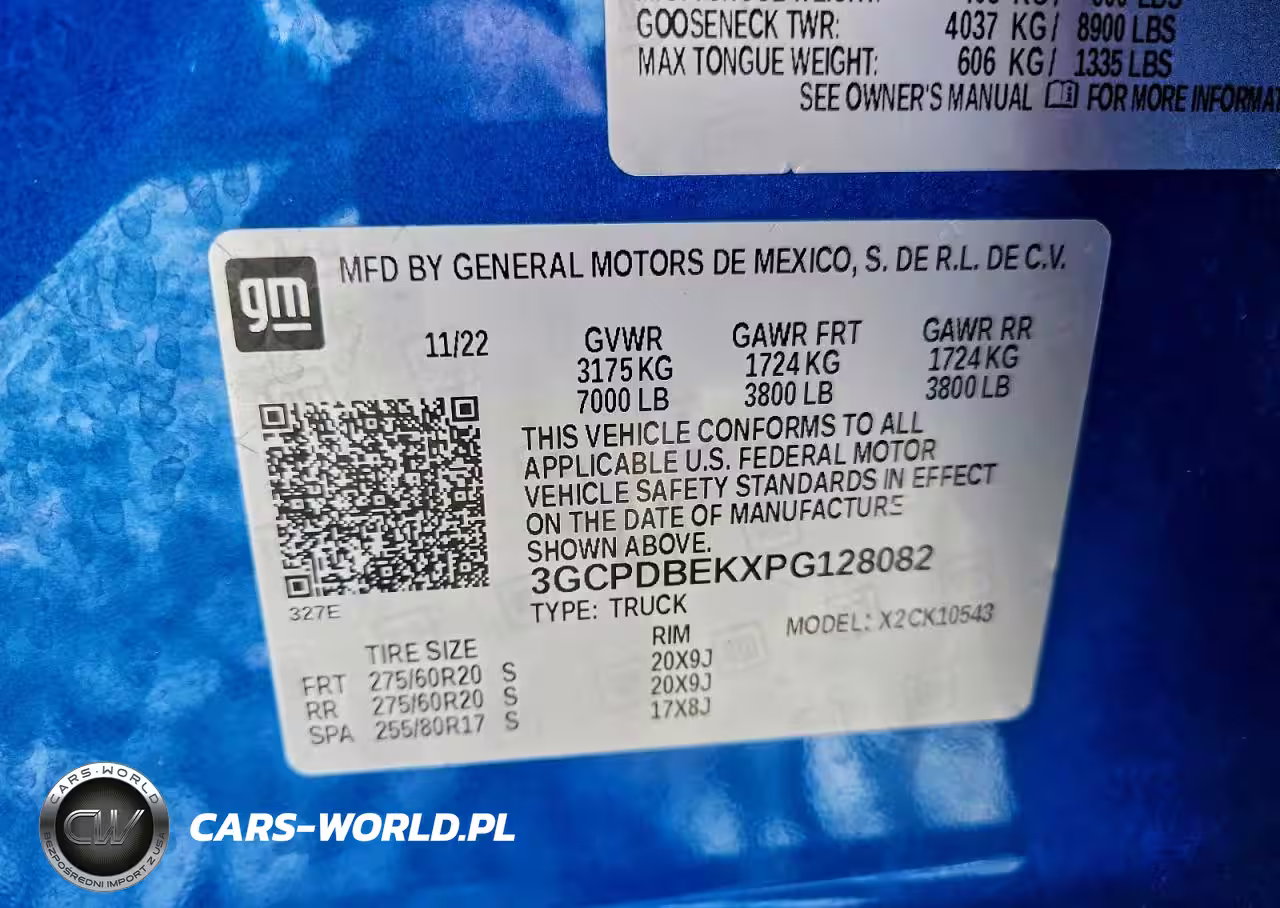 GOOSENECK TWR: 4037 KG/ 8900 LBS
MAX TONGUE WEIGHT: 606 KG/ 1335 LBS
SEE OWNER'S MANUAL FOR MORE
gm
MFD BY GENERAL MOTORS DE MEXICO, S. DE R.L. DE C.V.
11/22 GVWR GAWR FRT GAWR RR
3175 KG 1724 KG 1724 KG
7000 LB 3800 LB 3800 LB
THIS VEHICLE CONFORMS TO ALL
APPLICABLE U.S. FEDERAL MOTOR
VEHICLE SAFETY STANDARDS IN EFFECT
ON THE DATE OF MANUFACTURE
SHOWN ABOVE.
3GCPDBEKXPG128082
327E
TYPE: TRUCK MODEL: X2CK10543
TIRE SIZE RIM
FRT 275/60R20 S 20X9J
RR 275/60R20 S 20X9J
SPA 255/80R17 S 17X8J
CARS-WORLD
CW
BEZPOŚREDNI IMPORT Z USA
CARS-WORLD.PL